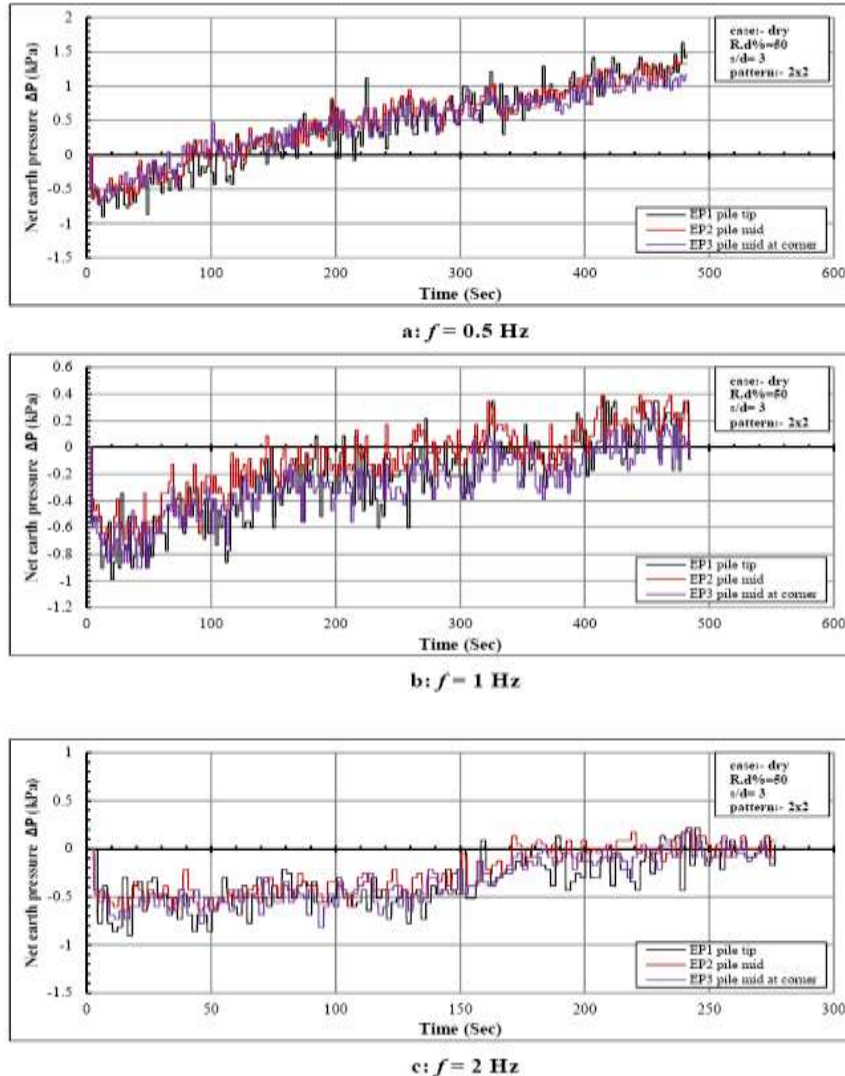 2
1.5
1
0.5
0
-0.5
-1
-1.5
0 100 200 300 400 500 600
Net earth pressure ΔP (kPa)
Time (Sec)
case:- dry
R.d%=50
s/d= 3
pattern:- 2x2
EP1 pile tip
EP2 pile mid
EP3 pile mid at corner
a: f = 0.5 Hz
0.6
0.4
0.2
0
-0.2
-0.4
-0.6
-0.8
-1
-1.2
0 100 200 300 400 500 600
Net earth pressure ΔP (kPa)
Time (Sec)
case:- dry
R.d%=50
s/d= 3
pattern:- 2x2
EP1 pile tip
EP2 pile mid
EP3 pile mid at corner
b: f = 1 Hz
1
0.5
0
-0.5
-1
-1.5
0 50 100 150 200 250 300
Net earth pressure ΔP (kPa)
Time (Sec)
case:- dry
R.d%=50
s/d= 3
pattern:- 2x2
EP1 pile tip
EP2 pile mid
EP3 pile mid at corner
c: f = 2 Hz